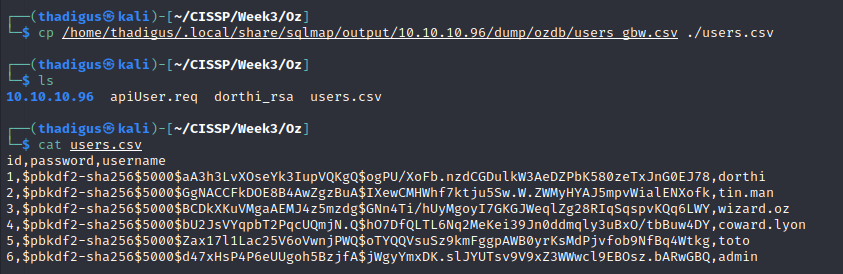 ┌──(thadigus㉿kali)-[~/CISSP/Week3/Oz]
└─$ cp /home/thadigus/.local/share/sqlmap/output/10.10.10.96/dump/ozdb/users_gbw.csv ./users.csv
┌──(thadigus㉿kali)-[~/CISSP/Week3/Oz]
└─$ ls
10.10.10.96  apiUser.req  dorthi_rsa  users.csv
┌──(thadigus㉿kali)-[~/CISSP/Week3/Oz]
└─$ cat users.csv
id,password,username
1,$pbkdf2-sha256$5000$aA3h3LvXOseYk3IupVQKgQ$ogPU/XoFb.nzdCGDulkW3AeDZPbK580zeTxJnG0EJ78,dorthi
2,$pbkdf2-sha256$5000$GgNACCFkDOE8B4AwZgzBuA$IXewCMHWhf7ktju5Sw.W.ZWMyHYAJ5mpvWialENXofk,tin.man
3,$pbkdf2-sha256$5000$BCDkXKuVMgaAEMJ4z5mzdg$GNn4Ti/hUyMgoyI7GKGJWeqlZg28RIqSqspvKQq6LWY,wizard.oz
4,$pbkdf2-sha256$5000$bU2JsVYqpbT2PqcUQmjN.Q$hO7DfQLTL6Nq2MeKei39Jn0ddmqly3uBxO/tbBuw4DY,coward.lyon
5,$pbkdf2-sha256$5000$Zax17l1Lac25V6oVwnjPWQ$oTYQQVsuSz9kmFggpAWB0yrKsMdPjvfob9NfBq4Wtkg,toto
6,$pbkdf2-sha256$5000$d47xHsP4P6eUUgoh5BzjfA$jWgyYmxDK.slJYUTsv9V9xZ3WWwcl9EBOsz.bARwGBQ,admin